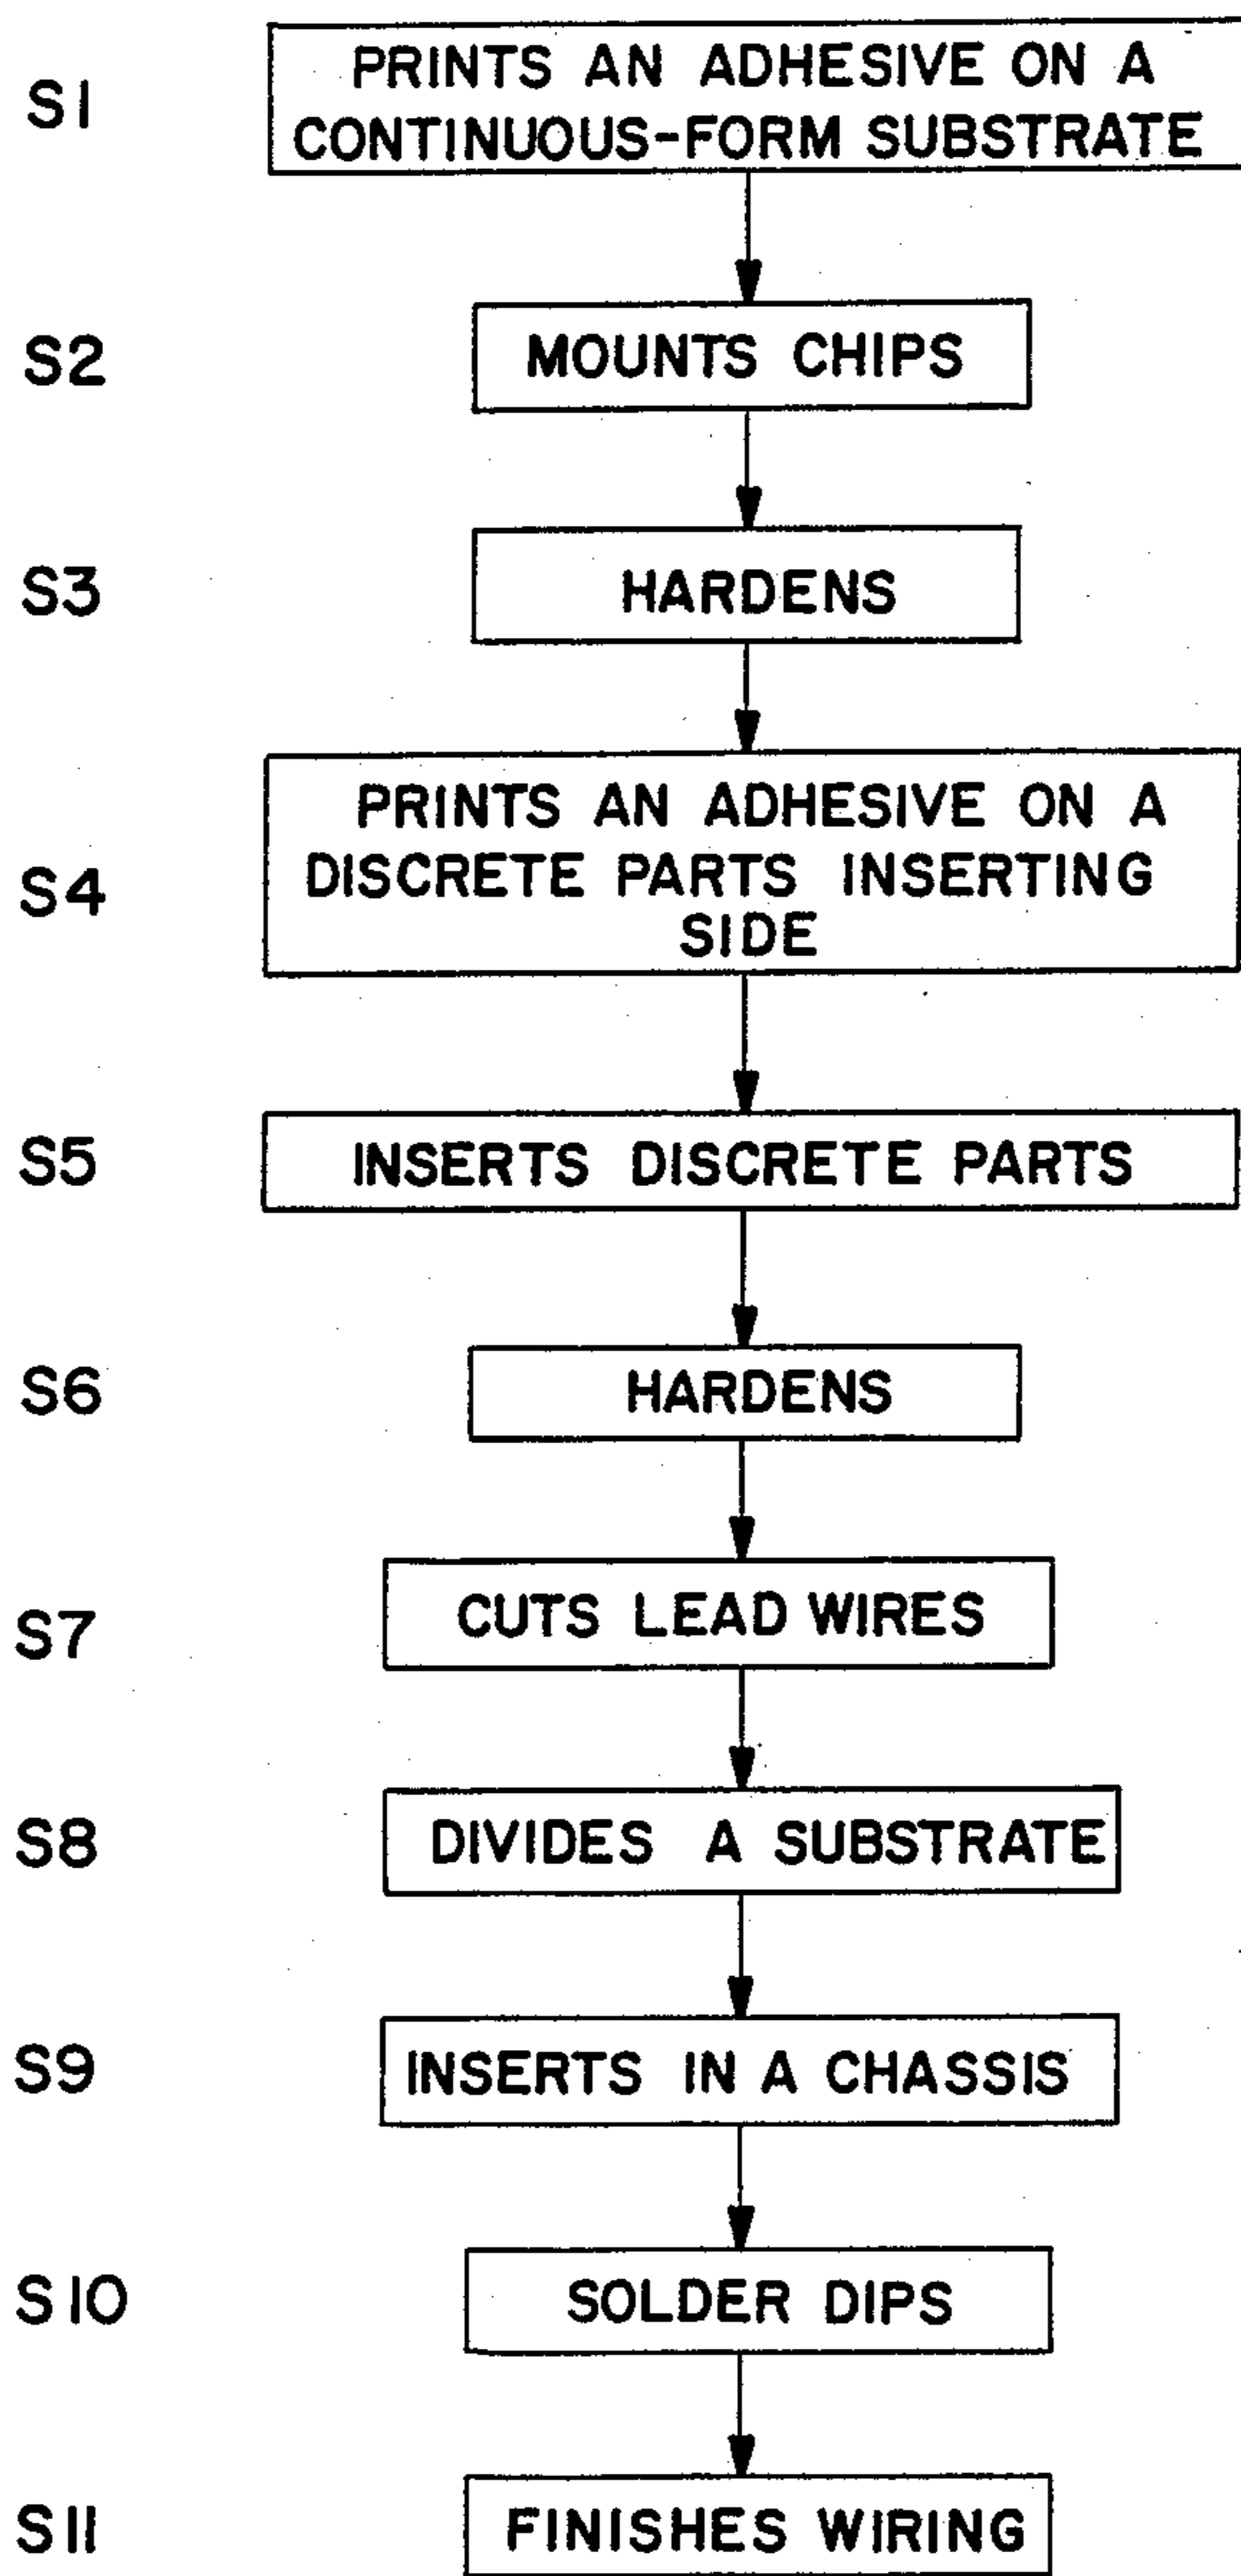 S1
PRINTS AN ADHESIVE ON A
CONTINUOUS-FORM SUBSTRATE
S2
MOUNTS CHIPS
S3
HARDENS
S4
PRINTS AN ADHESIVE ON A
DISCRETE PARTS INSERTING
SIDE
S5
INSERTS DISCRETE PARTS
S6
HARDENS
S7
CUTS LEAD WIRES
S8
DIVIDES A SUBSTRATE
S9
INSERTS IN A CHASSIS
S10
SOLDER DIPS
S11
FINISHES WIRING